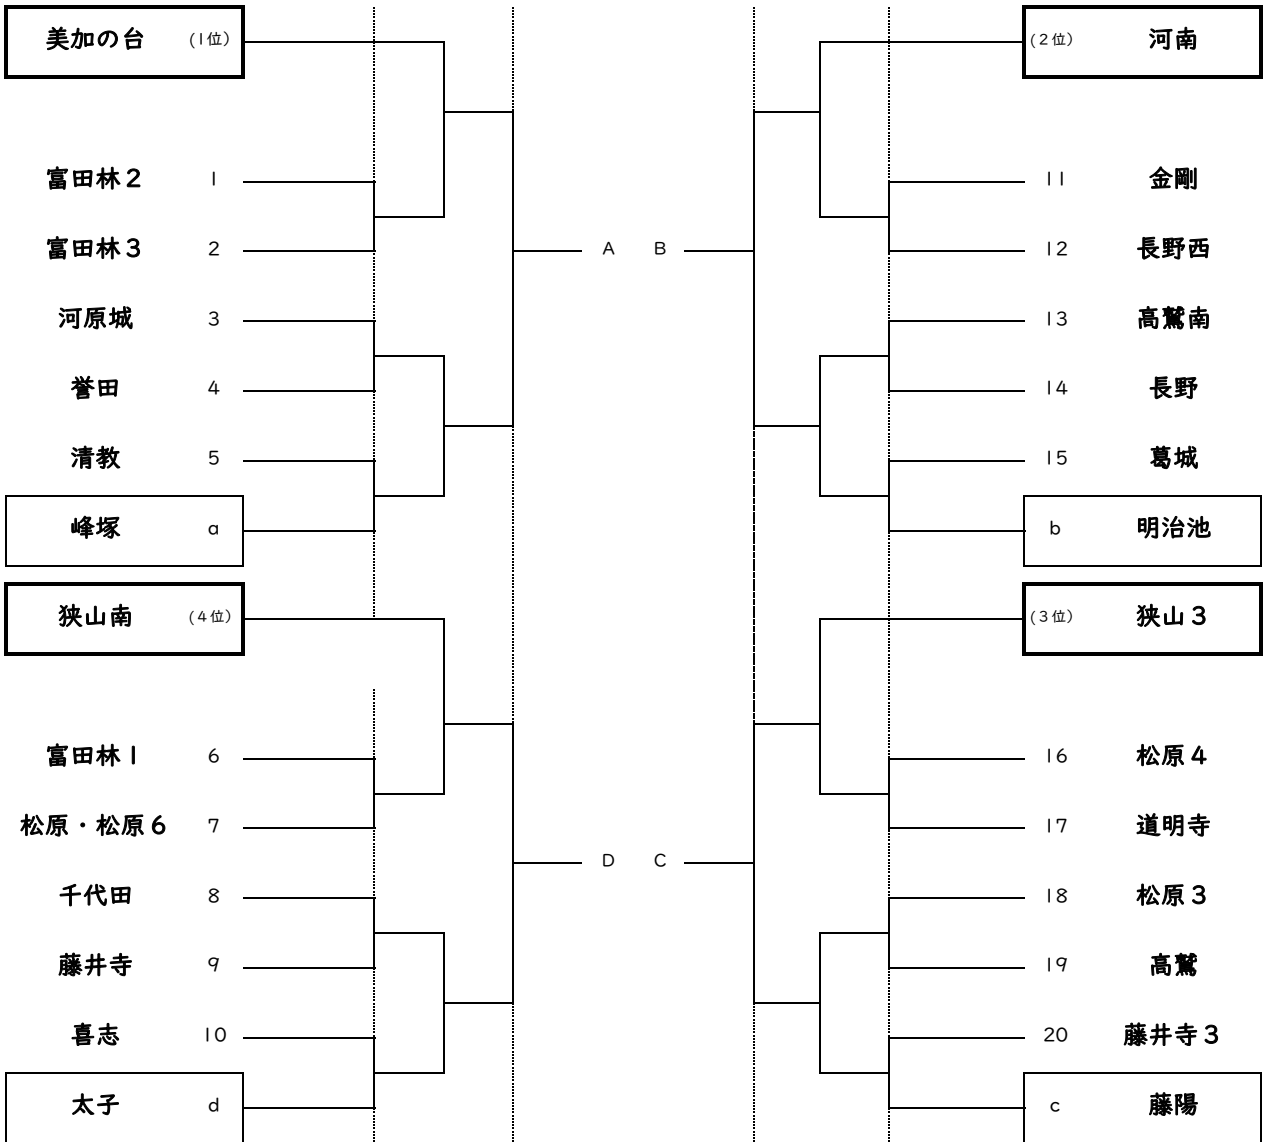 美加の台 (1位)
富田林2 1
富田林3 2
河原城 3
誉田 4
清教 5
峰塚 a
狭山南 (4位)
富田林1 6
松原・松原6 7
千代田 8
藤井寺 9
喜志 10
太子 d
A B
D C
(2位) 河南
11 金剛
12 長野西
13 高鷲南
14 長野
15 葛城
b 明治池
(3位) 狭山3
16 松原4
17 道明寺
18 松原3
19 高鷲
20 藤井寺3
c 藤陽